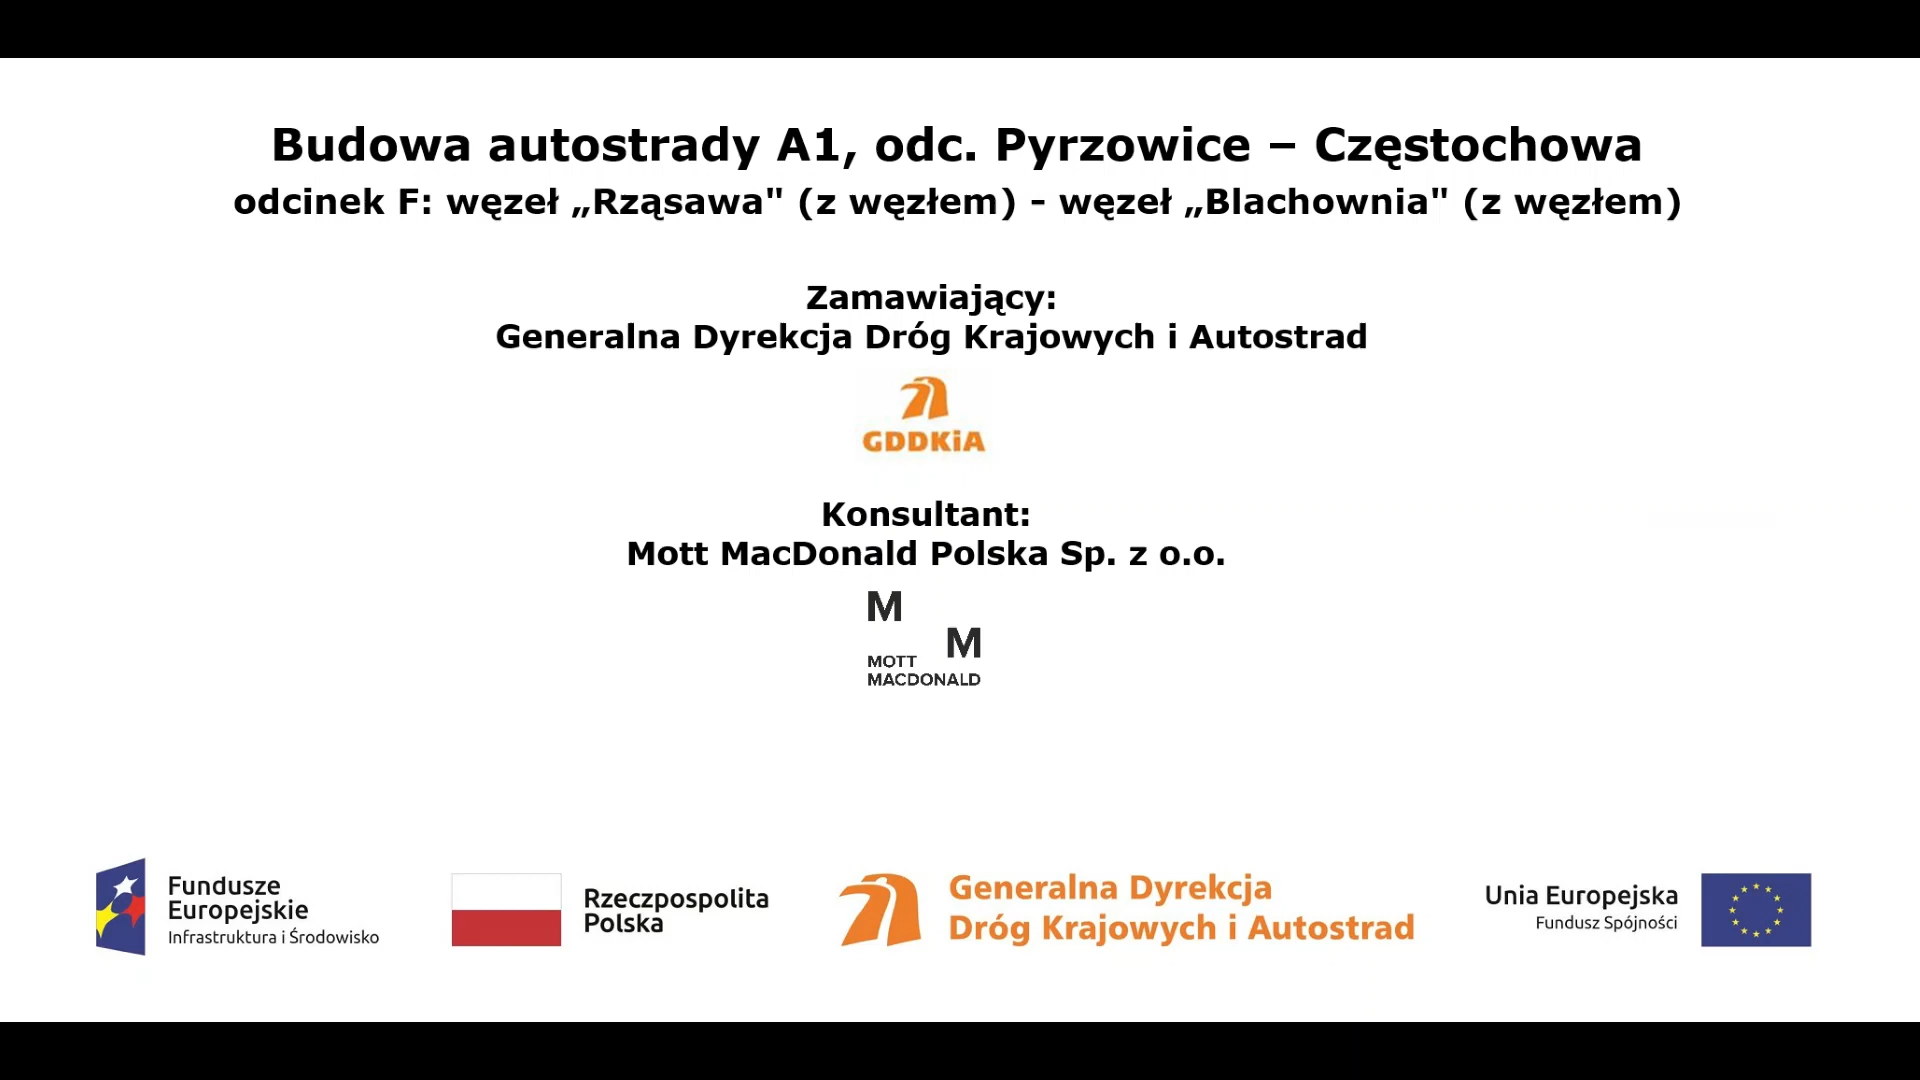 Budowa autostrady A1, odc. Pyrzowice – Częstochowa
odcinek F: węzeł „Rząsawa" (z węzłem) - węzeł „Blachownia" (z węzłem)
Zamawiający:
Generalna Dyrekcja Dróg Krajowych i Autostrad
GDDKiA
Konsultant:
Mott MacDonald Polska Sp. z o.o.
M
M
MOTT
MACDONALD
Fundusze
Europejskie
Infrastruktura i Środowisko
Rzeczpospolita
Polska
Generalna Dyrekcja
Dróg Krajowych i Autostrad
Unia Europejska
Fundusz Spójności